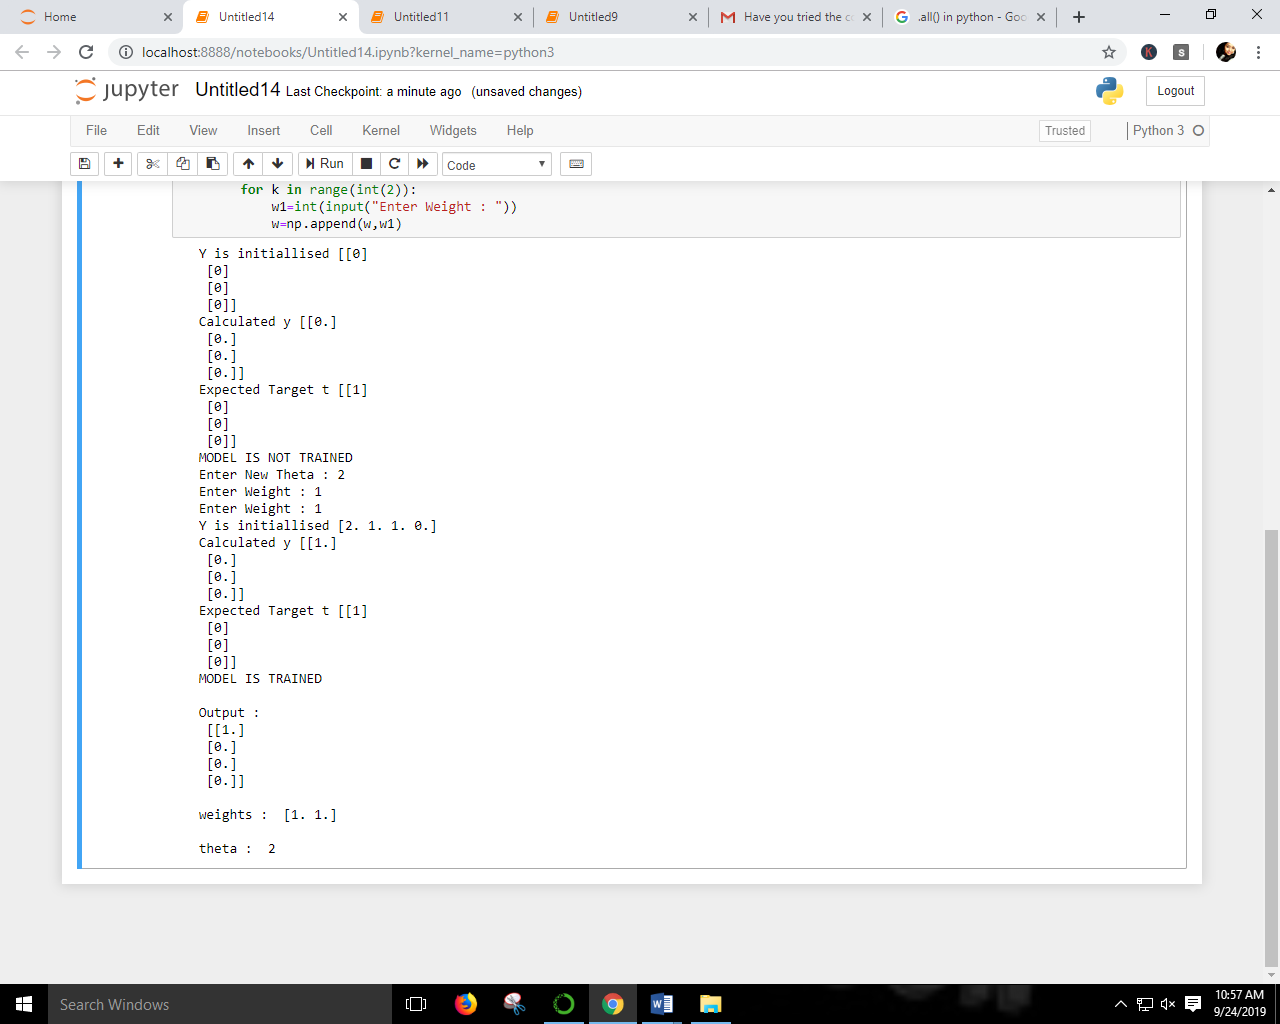 Home
Untitled14
Untitled11
Untitled9
Have you tried the c
.all() in python - Goo
localhost:8888/notebooks/Untitled14.ipynb?kernel_name=python3
K
s
jupyter Untitled14 Last Checkpoint: a minute ago (unsaved changes)
Logout
File Edit View Insert Cell Kernel Widgets Help
Trusted
Python 3
Run
Code
for k in range(int(2)):
w1=int(input("Enter Weight : "))
w=np.append(w,w1)
Y is initiallised [[0]
[0]
[0]
[0]]
Calculated y [[0.]
[0.]
[0.]
[0.]]
Expected Target t [[1]
[0]
[0]
[0]]
MODEL IS NOT TRAINED
Enter New Theta : 2
Enter Weight : 1
Enter Weight : 1
Y is initiallised [2. 1. 1. 0.]
Calculated y [[1.]
[0.]
[0.]
[0.]]
Expected Target t [[1]
[0]
[0]
[0]]
MODEL IS TRAINED
Output :
[[1.]
[0.]
[0.]
[0.]]
weights :  [1. 1.]
theta :  2
Search Windows
10:57 AM
9/24/2019